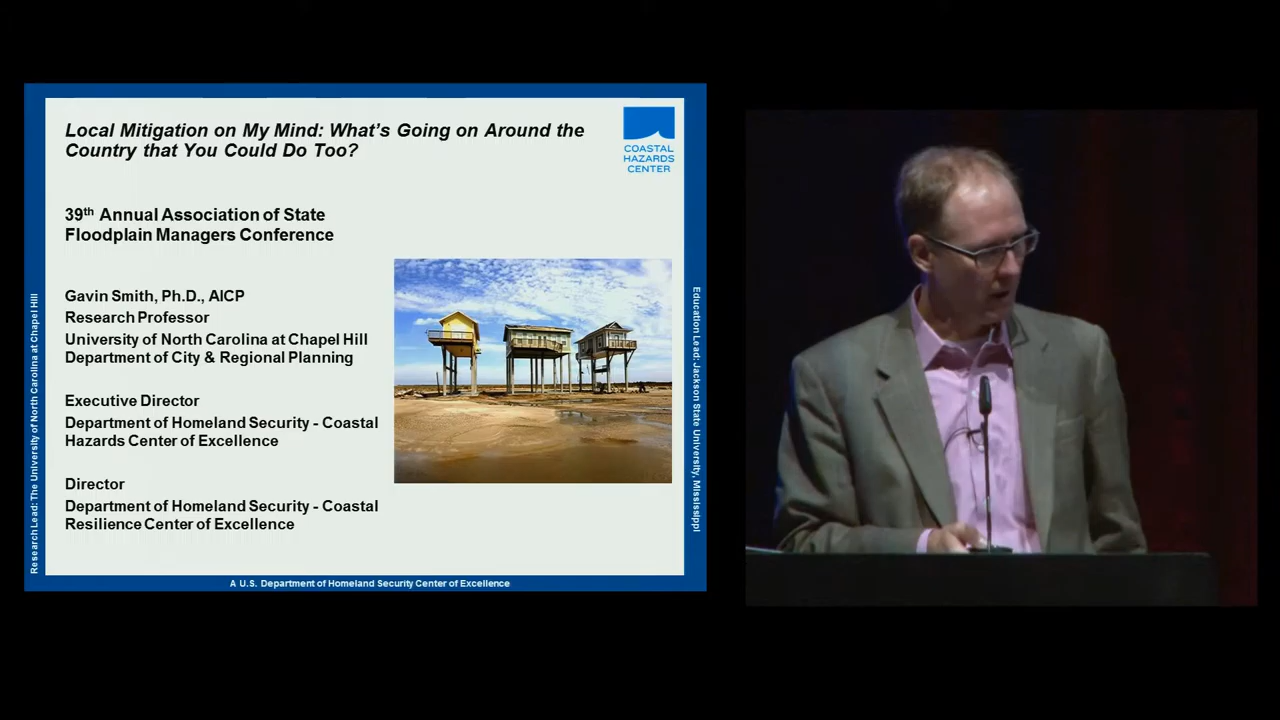 Local Mitigation on My Mind: What's Going on Around the
Country that You Could Do Too?
COASTAL
HAZARDS
CENTER
39th Annual Association of State
Floodplain Managers Conference
Gavin Smith, Ph.D., AICP
Research Professor
University of North Carolina at Chapel Hill
Department of City & Regional Planning
Executive Director
Department of Homeland Security - Coastal
Hazards Center of Excellence
Director
Department of Homeland Security - Coastal
Resilience Center of Excellence
Research Lead: The University of North Carolina at Chapel Hill
Education Lead: Jackson State University, Mississippi
A U.S. Department of Homeland Security Center of Excellence